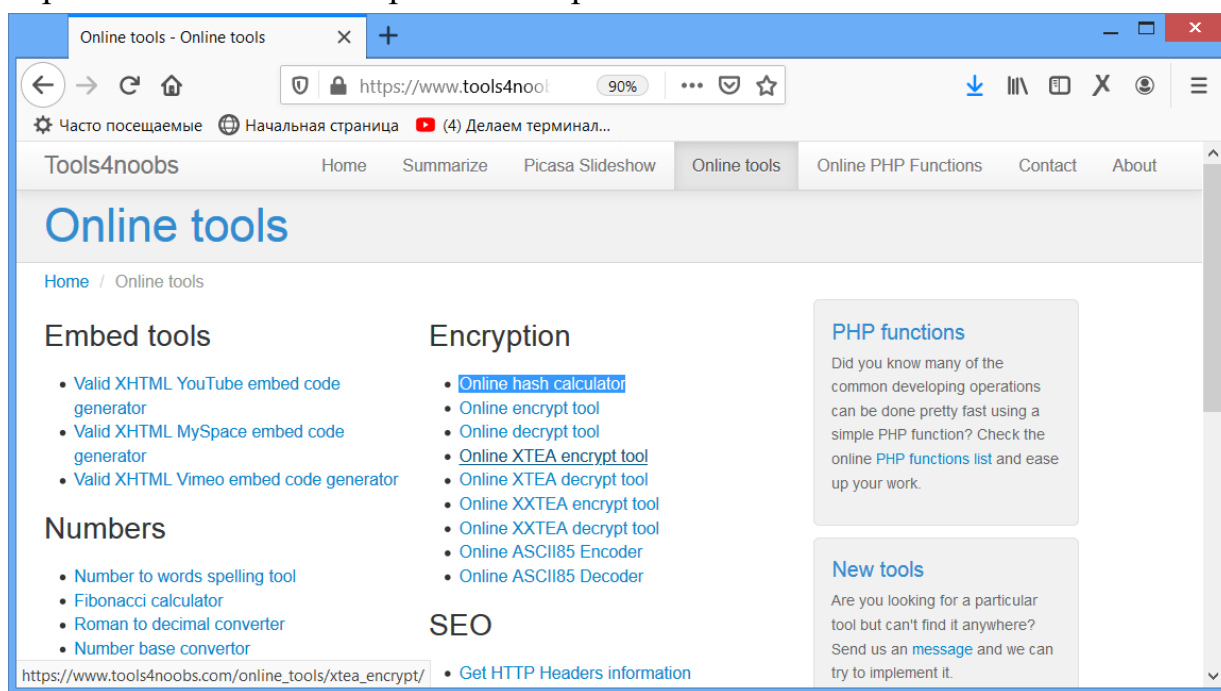 Online tools - Online tools
https://www.tools4noob
90%
Часто посещаемые Начальная страница (4) Делаем терминал...
Tools4noobs Home Summarize Picasa Slideshow Online tools Online PHP Functions Contact About
Online tools
Home / Online tools
Embed tools
Valid XHTML YouTube embed code
generator
Valid XHTML MySpace embed code
generator
Valid XHTML Vimeo embed code generator
Numbers
Number to words spelling tool
Fibonacci calculator
Roman to decimal converter
Number base convertor
Encryption
Online hash calculator
Online encrypt tool
Online decrypt tool
Online XTEA encrypt tool
Online XTEA decrypt tool
Online XXTEA encrypt tool
Online XXTEA decrypt tool
Online ASCII85 Encoder
Online ASCII85 Decoder
SEO
Get HTTP Headers information
PHP functions
Did you know many of the
common developing operations
can be done pretty fast using a
simple PHP function? Check the
online PHP functions list and ease
up your work.
New tools
Are you looking for a particular
tool but can't find it anywhere?
Send us an message and we can
try to implement it.
https://www.tools4noobs.com/online_tools/xtea_encrypt/